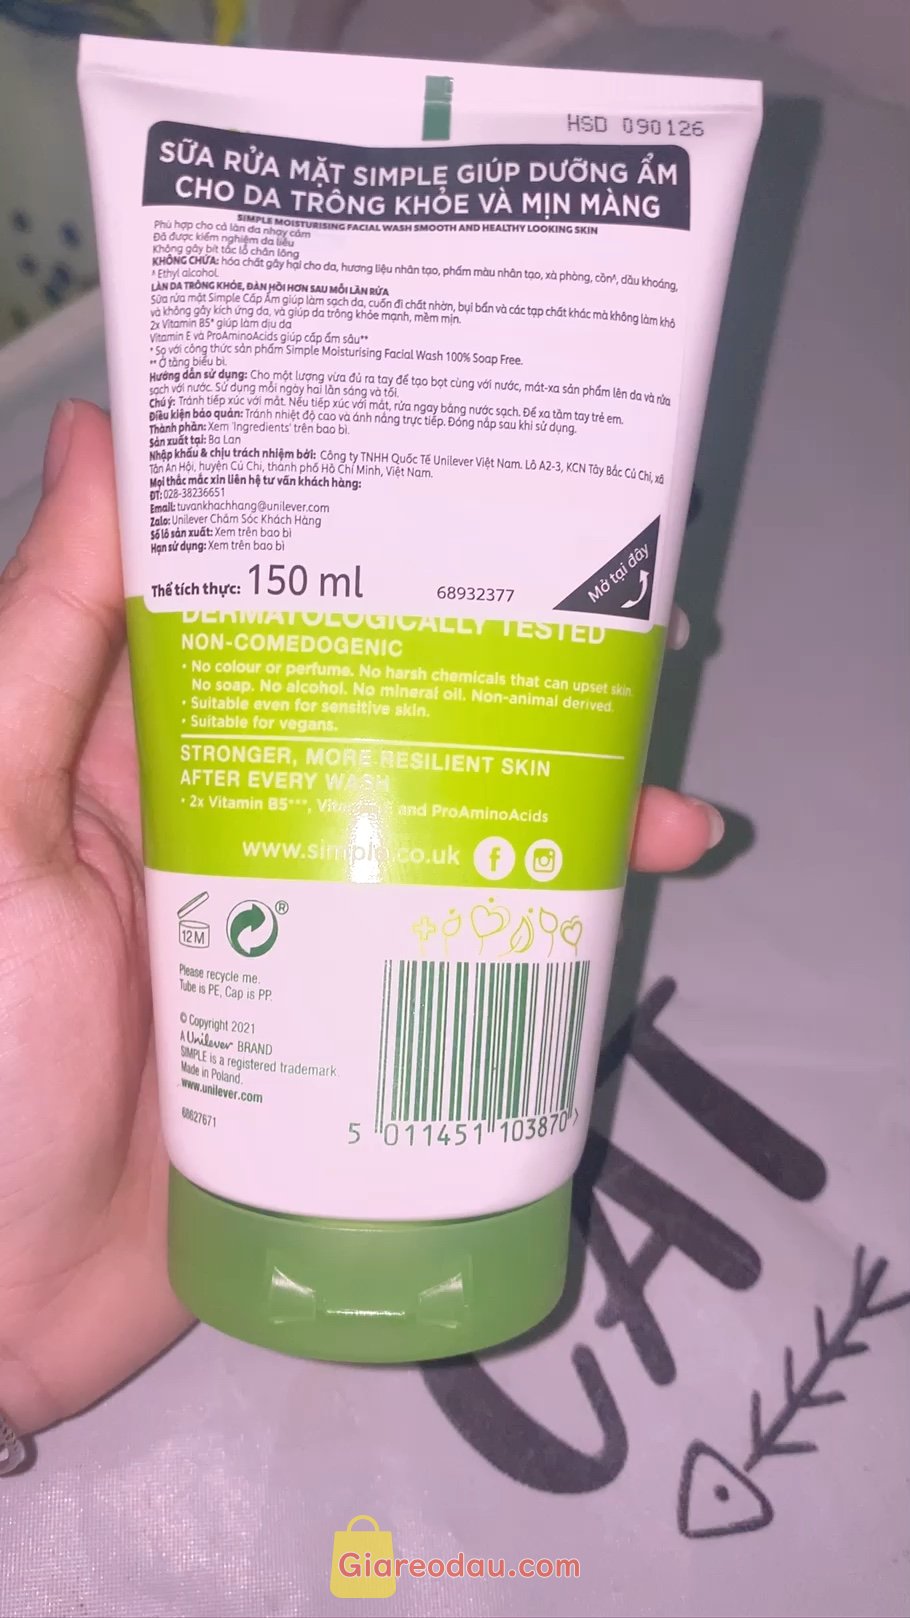 HSD 090126
SỮA RỬA MẶT SIMPLE GIÚP DƯỠNG ẨM
CHO DA TRÔNG KHỎE VÀ MỊN MÀNG
SIMPLE MOISTURISING FACIAL WASH SMOOTH AND HEALTHY LOOKING SKIN
Phù hợp cho cả làn da nhạy cảm
Đã được kiểm nghiệm da liễu
Không gây bít tắc lỗ chân lông
KHÔNG CHỨA: hóa chất gây hại cho da, hương liệu nhân tạo, phẩm màu nhân tạo, xà phòng, cồn^, dầu khoáng,
^ Ethyl alcohol.
LÀN DA TRÔNG KHỎE, ĐÀN HỒI HƠN SAU MỖI LẦN RỬA
Sữa rửa mặt Simple Cấp Ẩm giúp làm sạch da, cuốn đi chất nhờn, bụi bẩn và các tạp chất khác mà không làm khô
và không gây kích ứng da, và giúp da trông khỏe mạnh, mềm mịn.
2x Vitamin B5* giúp làm dịu da
Vitamin E và ProAminoAcids giúp cấp ẩm sâu**
* So với công thức sản phẩm Simple Moisturising Facial Wash 100% Soap Free.
** Ở tầng biểu bì.
Hướng dẫn sử dụng: Cho một lượng vừa đủ ra tay để tạo bọt cùng với nước, mát-xa sản phẩm lên da và rửa
sạch với nước. Sử dụng mỗi ngày hai lần sáng và tối.
Chú ý: Tránh tiếp xúc với mắt. Nếu tiếp xúc với mắt, rửa ngay bằng nước sạch. Để xa tầm tay trẻ em.
Điều kiện bảo quản: Tránh nhiệt độ cao và ánh nắng trực tiếp. Đóng nắp sau khi sử dụng.
Thành phần: Xem 'Ingredients' trên bao bì.
Sản xuất tại: Ba Lan
Nhập khẩu & chịu trách nhiệm bởi: Công ty TNHH Quốc Tế Unilever Việt Nam. Lô A2-3, KCN Tây Bắc Củ Chi, xã
Tân An Hội, huyện Củ Chi, thành phố Hồ Chí Minh, Việt Nam.
Mọi thắc mắc xin liên hệ tư vấn khách hàng:
ĐT: 028-38236651
Email: tuvankhachhang@unilever.com
Zalo: Unilever Chăm Sóc Khách Hàng
Số lô sản xuất: Xem trên bao bì
Hạn sử dụng: Xem trên bao bì
Thể tích thực: 150 ml
68932377
Mở tại đây
DERMATOLOGICALLY TESTED
NON-COMEDOGENIC
• No colour or perfume. No harsh chemicals that can upset skin.
No soap. No alcohol. No mineral oil. Non-animal derived.
• Suitable even for sensitive skin.
• Suitable for vegans.
STRONGER, MORE RESILIENT SKIN
AFTER EVERY WASH
• 2x Vitamin B5***, and ProAminoAcids
www.simple.co.uk
12M
®
Please recycle me.
Tube is PE, Cap is PP.
© Copyright 2021
A Unilever BRAND
SIMPLE is a registered trademark.
Made in Poland.
www.unilever.com
68627671
5 011451 103870 >
CAT
Giareodau.com